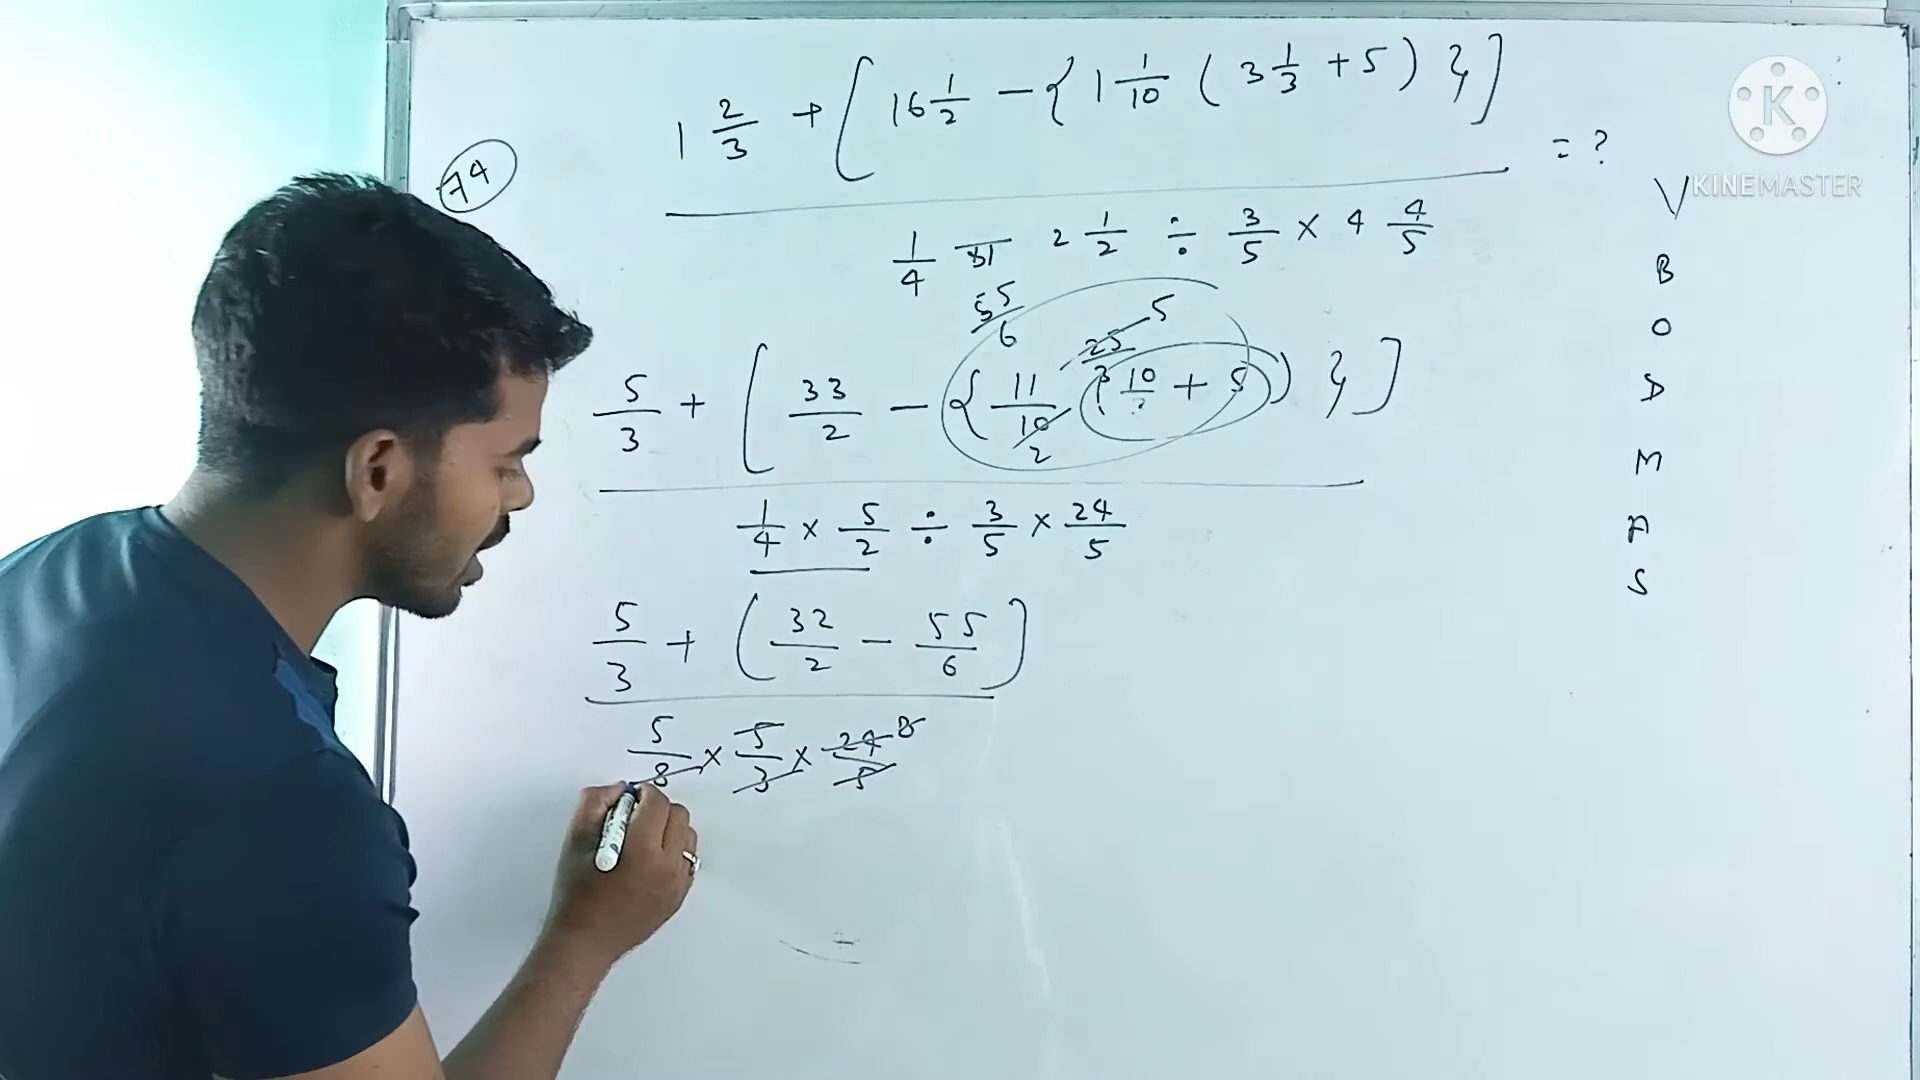 74
1 2/3 + [ 16 1/2 - { 1 1/10 ( 3 1/3 + 5 ) } ]
= ?
1/4 का 2 1/2 ÷ 3/5 × 4 4/5
55/6
25/3 5
5/3 + [ 33/2 - { 11/10 ( 10/3 + 5 ) } ]
2
1/4 × 5/2 ÷ 3/5 × 24/5
5/3 + ( 32/2 - 55/6 )
5/8 × 5/3 × 24/5 8
V
B
O
D
M
A
S
KINEMASTER